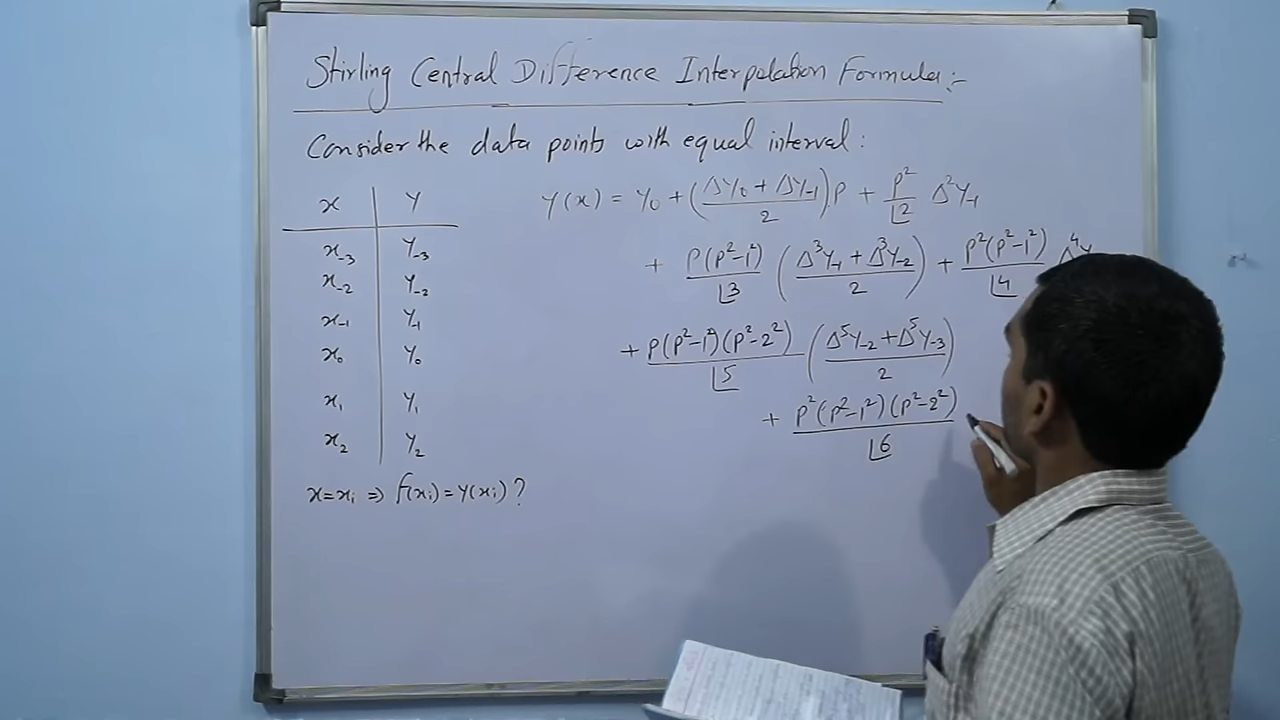 Stirling Central Difference Interpolation Formula:-
Consider the data points with equal interval:
x Y
x₋₃ Y₋₃
x₋₂ Y₋₂
x₋₁ Y₋₁
x₀ Y₀
x₁ Y₁
x₂ Y₂
x=xᵢ ⇒ f(xᵢ)=Y(xᵢ)?
Y(x) = Y₀ + ((ΔY₀ + ΔY₋₁)/2)P + P²/⌊2 Δ²Y₋₁
+ P(P²-1²)/⌊3 ((Δ³Y₋₁ + Δ³Y₋₂)/2) + P²(P²-1²)/⌊4 Δ⁴Y
+ P(P²-1²)(P²-2²)/⌊5 ((Δ⁵Y₋₂ + Δ⁵Y₋₃)/2)
+ P²(P²-1²)(P²-2²)/⌊6